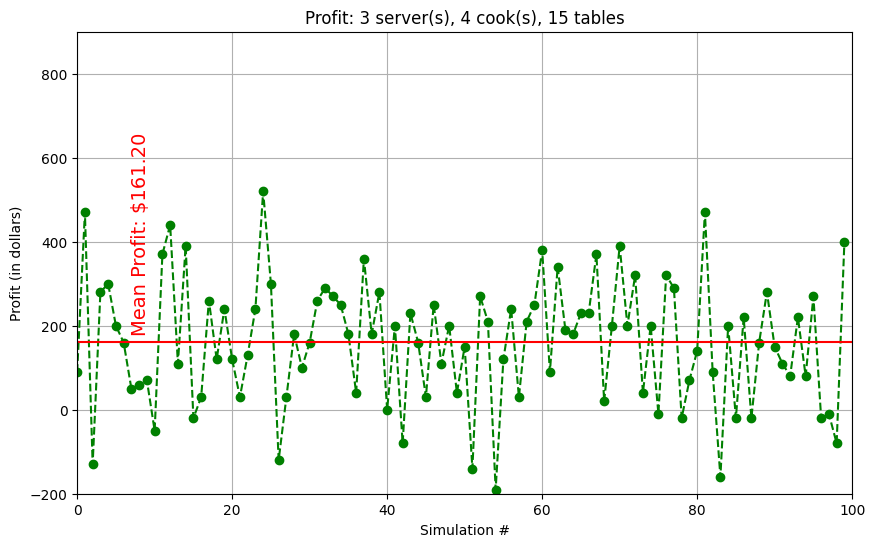 Profit: 3 server(s), 4 cook(s), 15 tables
Profit (in dollars)
800
600
400
200
0
−200
Mean Profit: $161.20
0 20 40 60 80 100
Simulation #